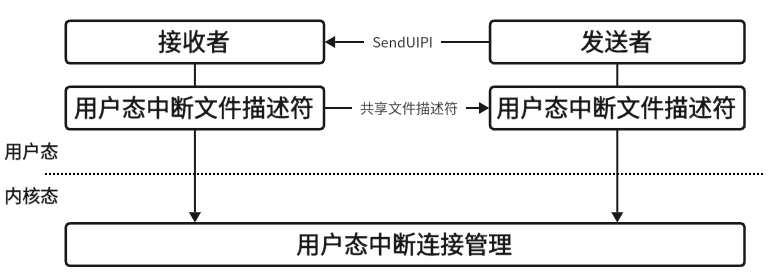 接收者
SendUIPI
发送者
用户态中断文件描述符
共享文件描述符
用户态中断文件描述符
用户态
内核态
用户态中断连接管理